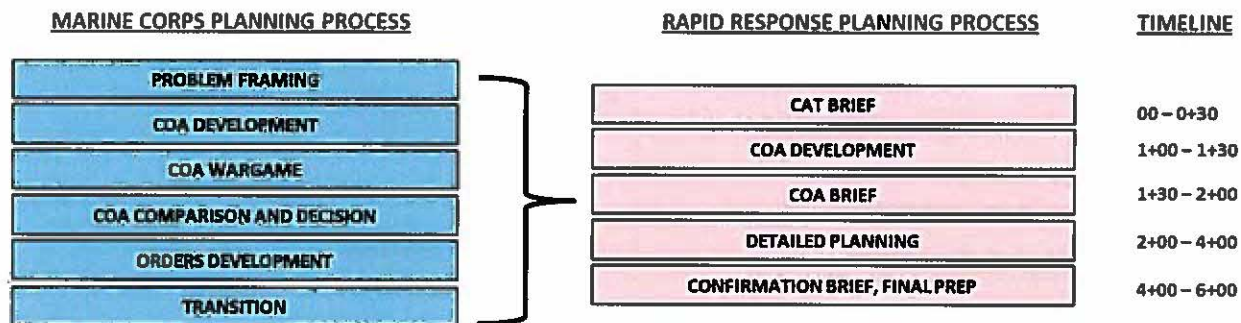 MARINE CORPS PLANNING PROCESS
PROBLEM FRAMING
COA DEVELOPMENT
COA WARGAME
COA COMPARISON AND DECISION
ORDERS DEVELOPMENT
TRANSITION
RAPID RESPONSE PLANNING PROCESS
CAT BRIEF
COA DEVELOPMENT
COA BRIEF
DETAILED PLANNING
CONFIRMATION BRIEF, FINAL PREP
TIMELINE
00 – 0+30
1+00 – 1+30
1+30 – 2+00
2+00 – 4+00
4+00 – 6+00